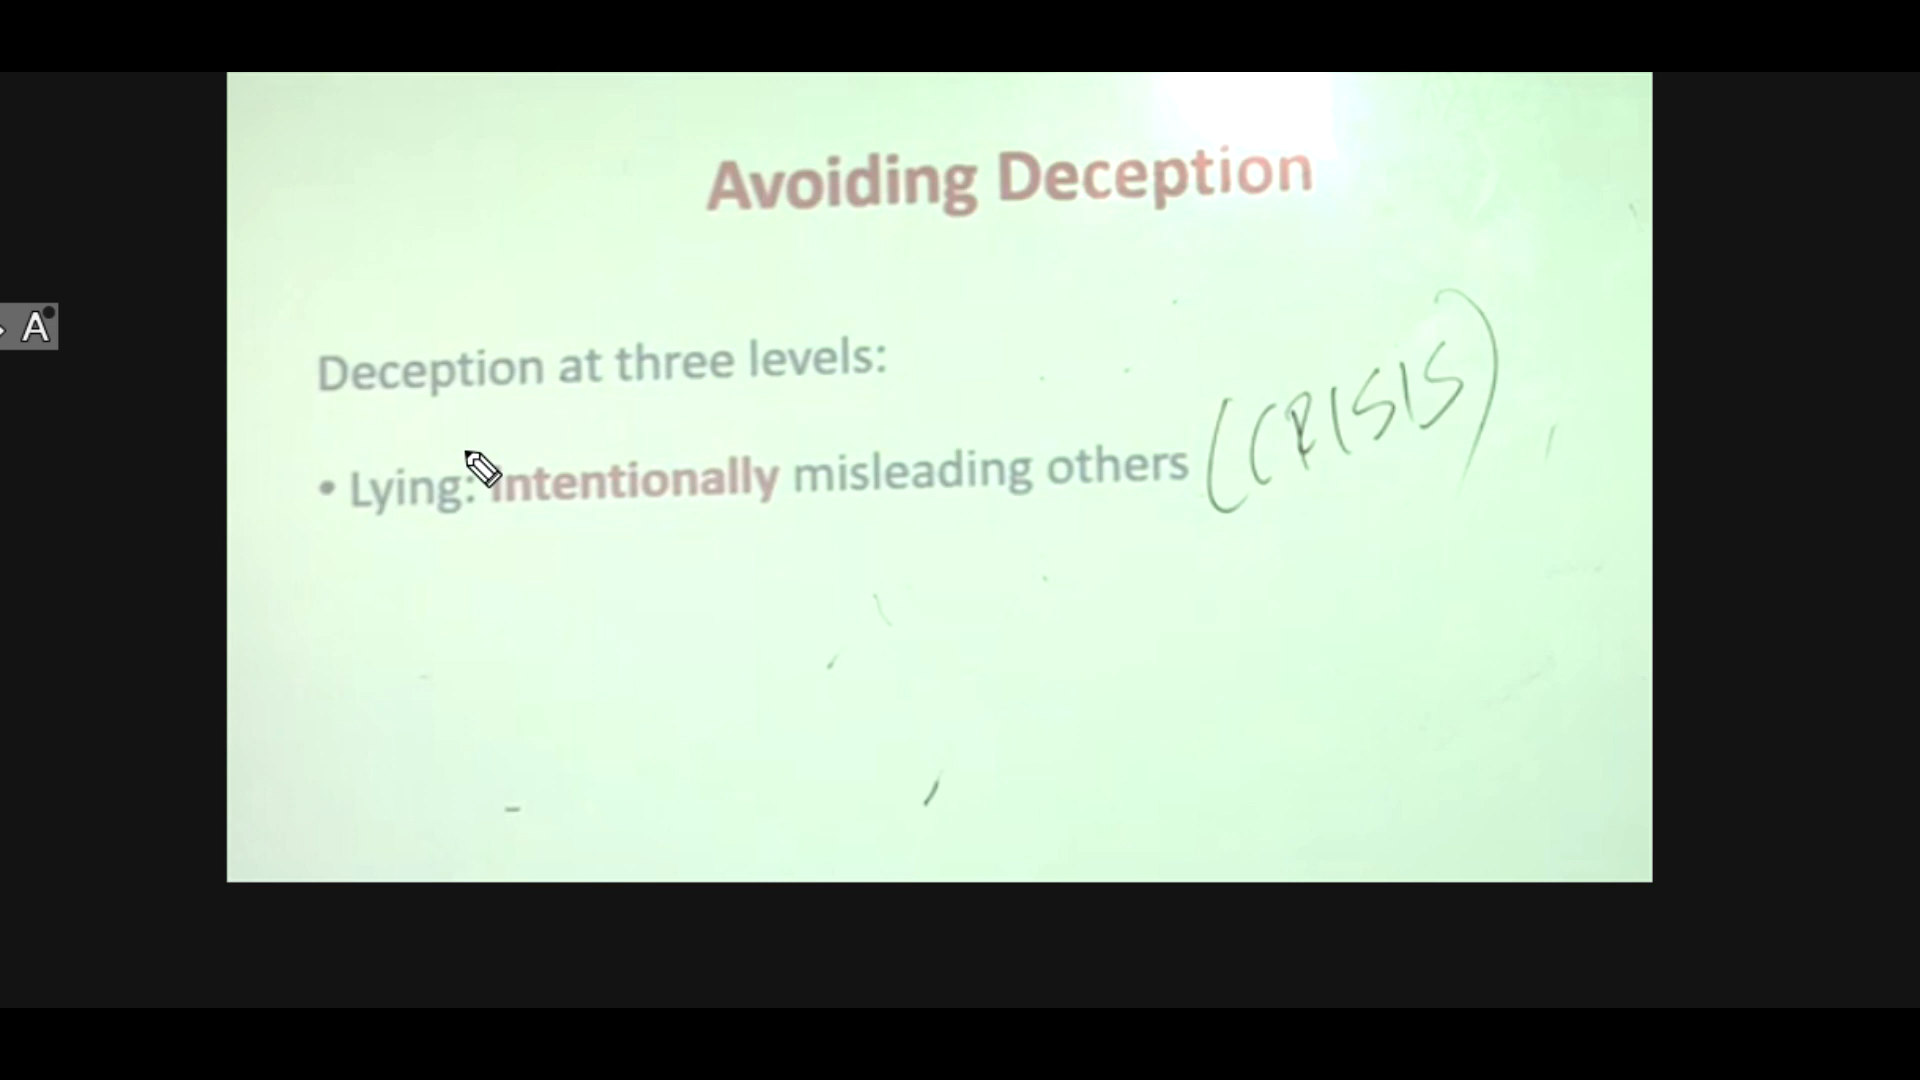 Avoiding Deception
Deception at three levels:
• Lying: Intentionally misleading others (CRISIS)
A